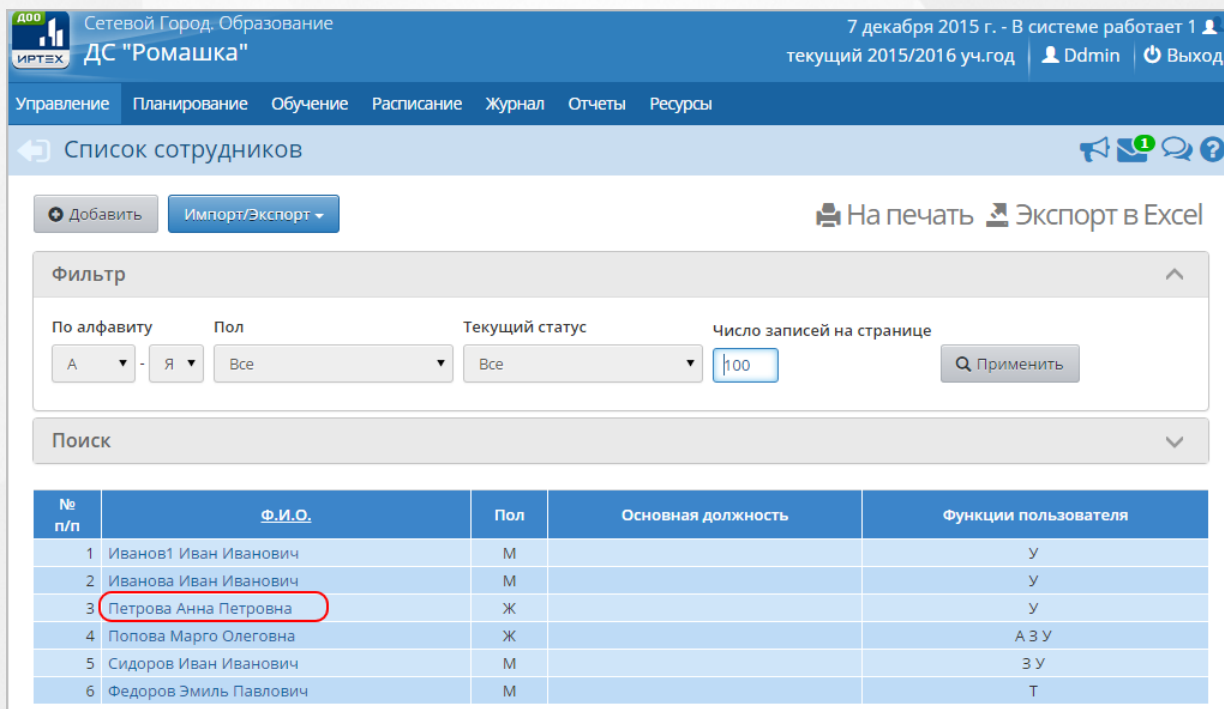 ДОО
ИРТЕХ
Сетевой Город. Образование
ДС "Ромашка"
7 декабря 2015 г. - В системе работает 1
текущий 2015/2016 уч.год Ddmin Выход
Управление Планирование Обучение Расписание Журнал Отчеты Ресурсы
Список сотрудников
1
?
Добавить Импорт/Экспорт На печать Экспорт в Excel
Фильтр
По алфавиту Пол Текущий статус Число записей на странице
А - Я Все Все 100 Применить
Поиск
№ п/п Ф.И.О. Пол Основная должность Функции пользователя
1 Иванов1 Иван Иванович М У
2 Иванова Иван Иванович М У
3 Петрова Анна Петровна Ж У
4 Попова Марго Олеговна Ж А З У
5 Сидоров Иван Иванович М З У
6 Федоров Эмиль Павлович М Т